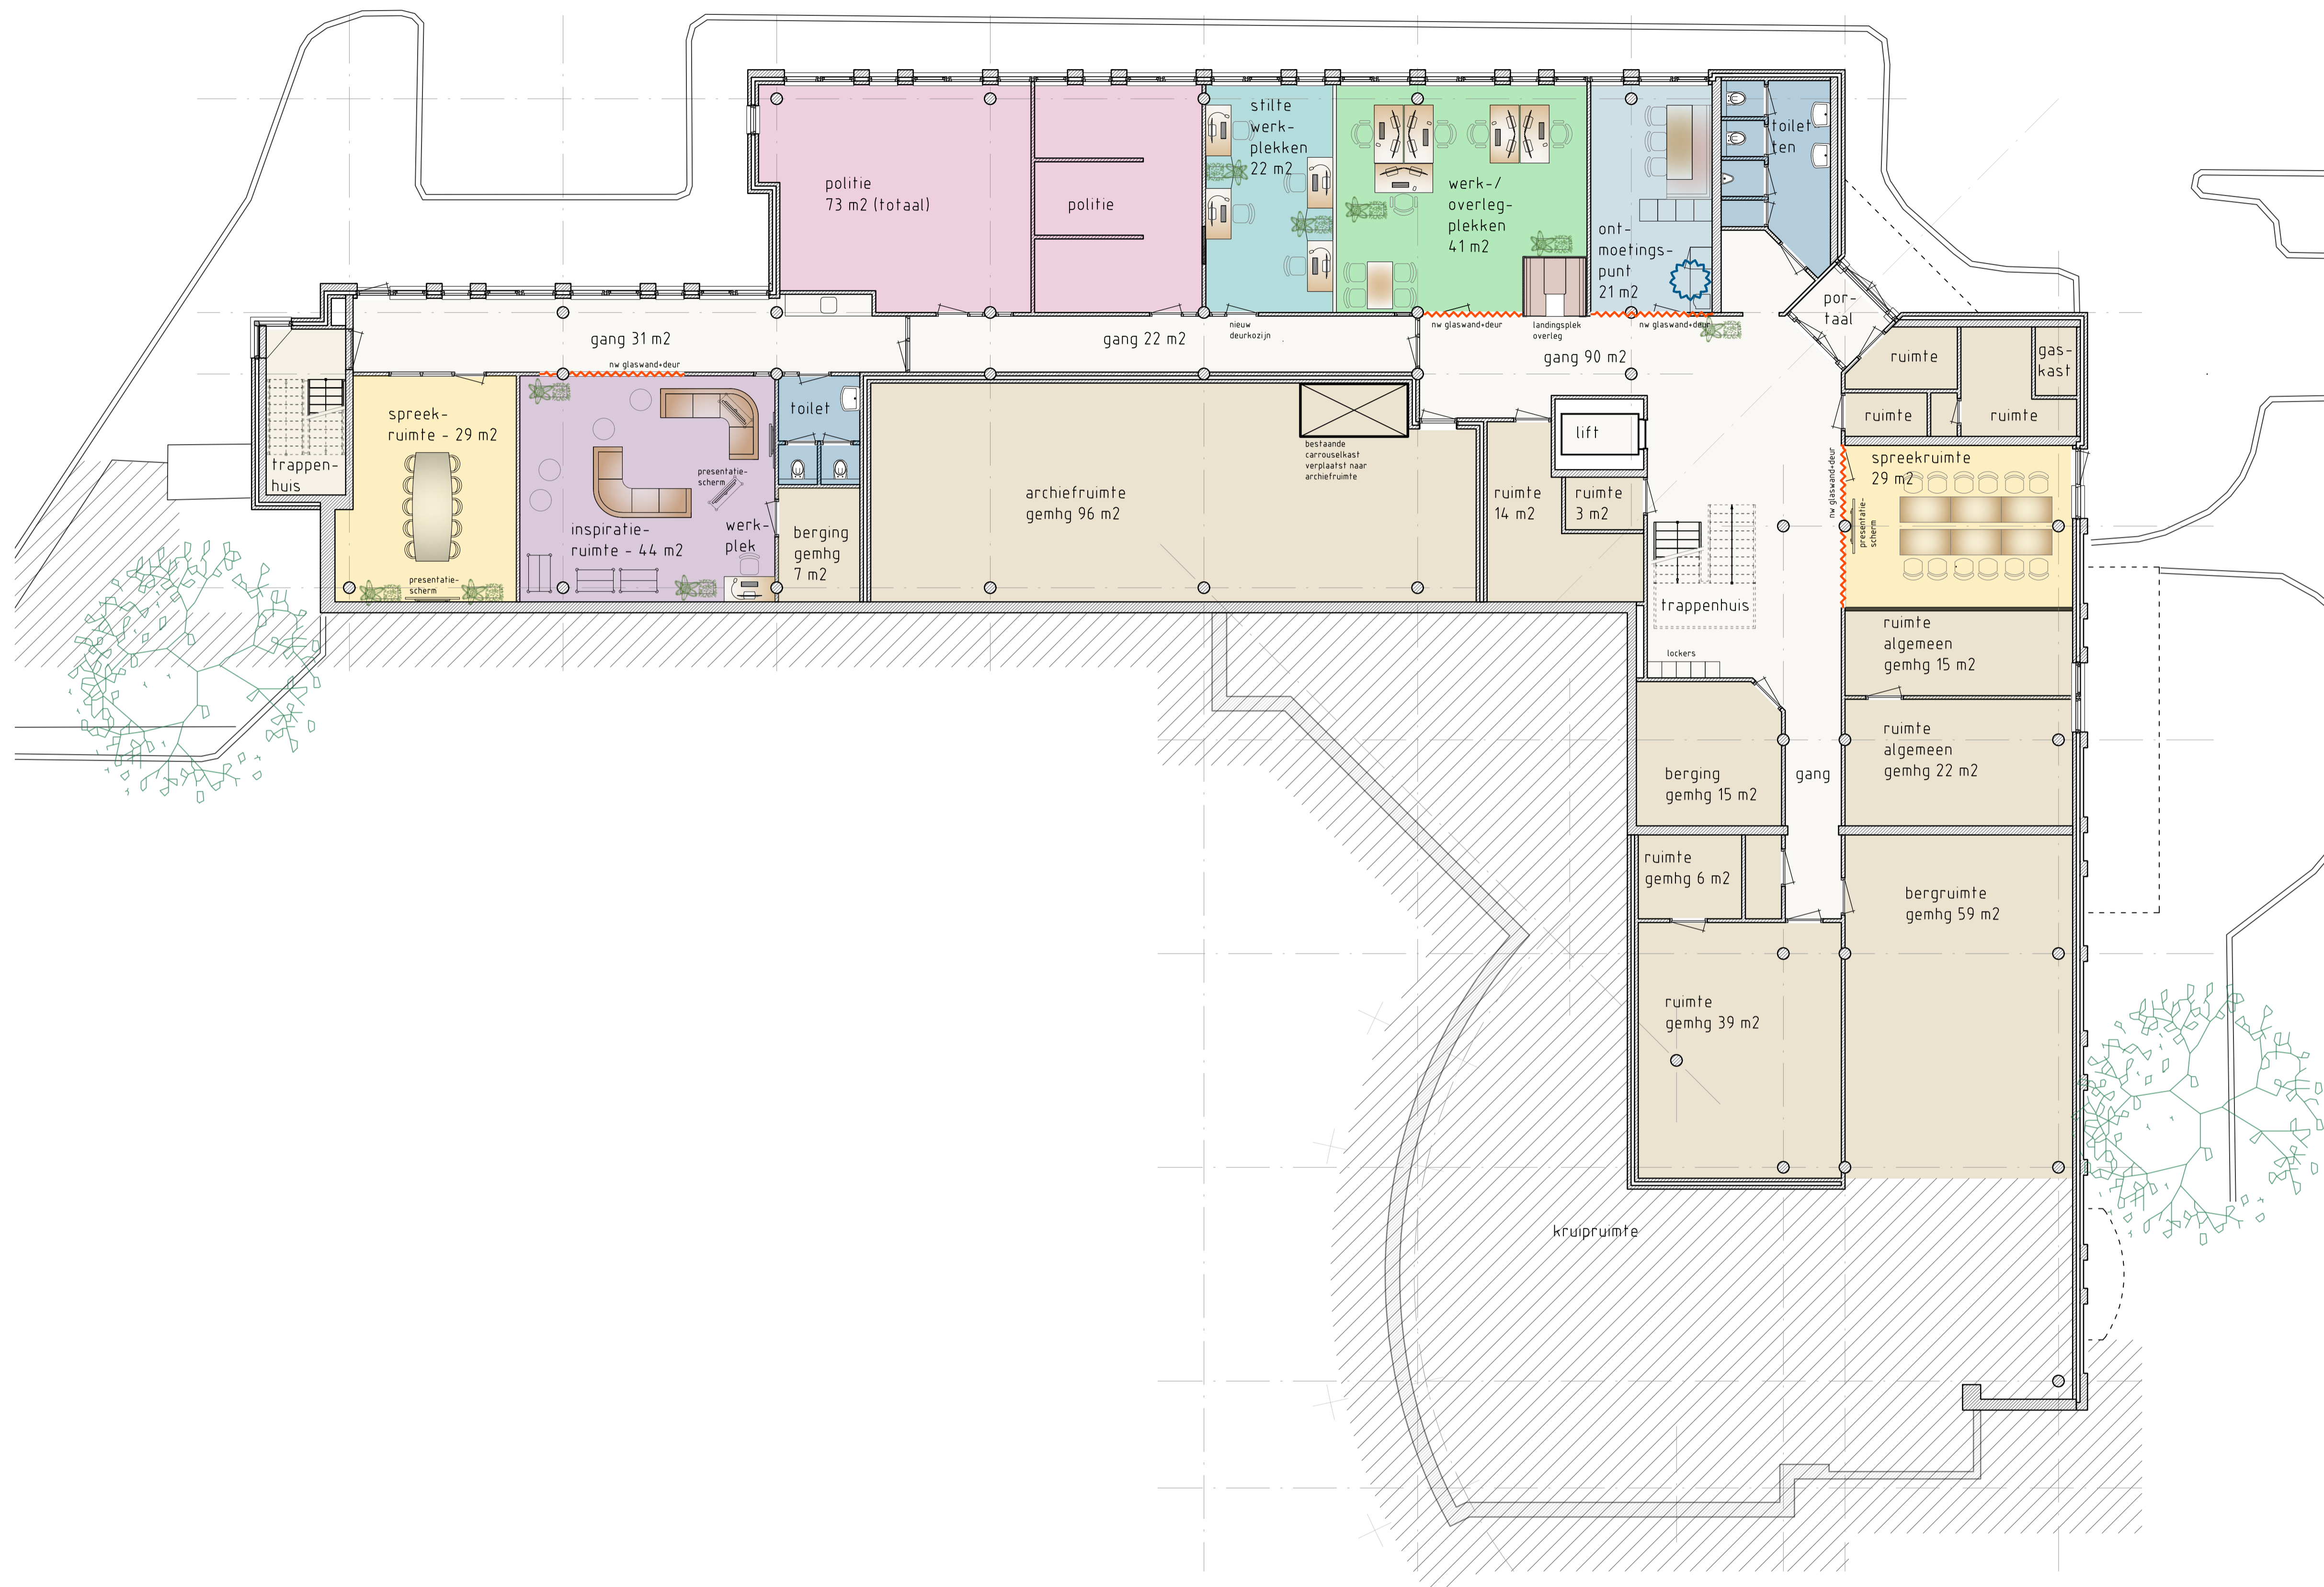 politie
73 m2 (totaal)
politie
stilte
werk-
plekken
22 m2
werk-/
overleg-
plekken
41 m2
ont-
moetings-
punt
21 m2
toilet
ten
por-
taal
gang 31 m2
gang 22 m2
nieuw
deurkozijn
nw glaswand+deur
landingsplek
overleg
nw glaswand+deur
gang 90 m2
nw glaswand+deur
trappen-
huis
spreek-
ruimte - 29 m2
presentatie-
scherm
inspiratie-
ruimte - 44 m2
presentatie-
scherm
werk-
plek
toilet
berging
gemhg
7 m2
archiefruimte
gemhg 96 m2
bestaande
carrouselkast
verplaatst naar
archiefruimte
ruimte
14 m2
lift
ruimte
3 m2
trappenhuis
lockers
ruimte
gas-
kast
ruimte
ruimte
nw glaswand+deur
spreekruimte
29 m2
presentatie-
scherm
ruimte
algemeen
gemhg 15 m2
ruimte
algemeen
gemhg 22 m2
berging
gemhg 15 m2
gang
ruimte
gemhg 6 m2
bergruimte
gemhg 59 m2
ruimte
gemhg 39 m2
kruipruimte